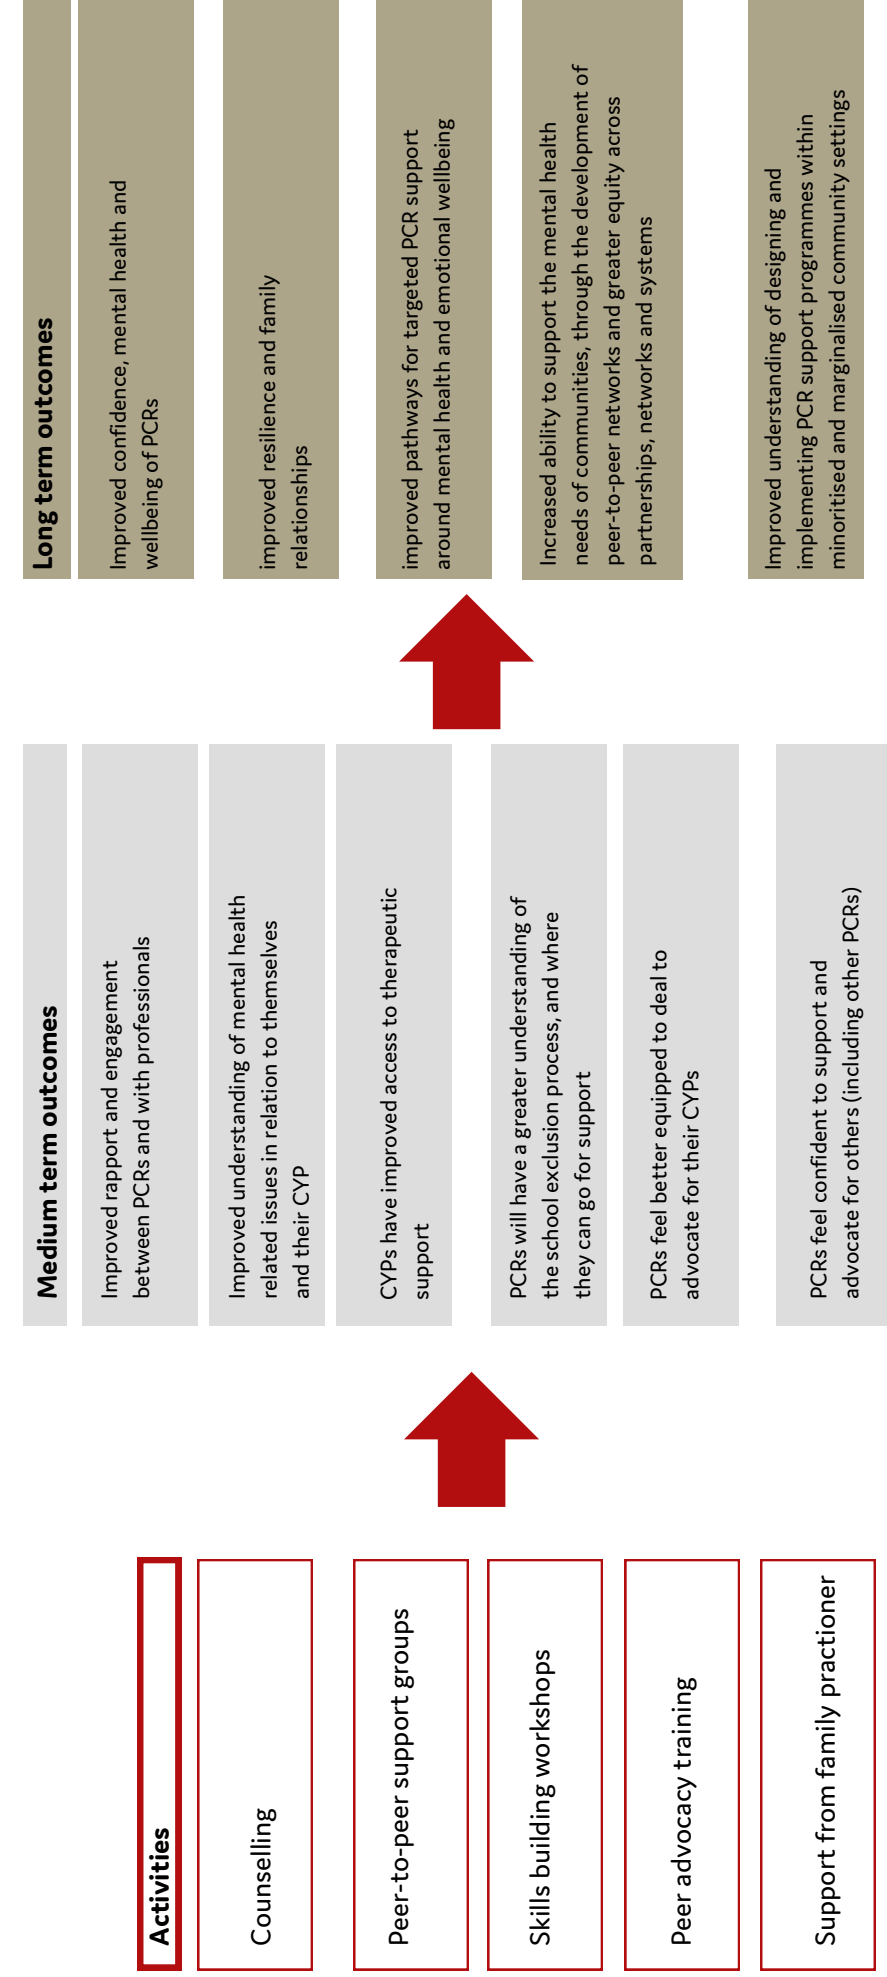 Activities
Counselling
Peer-to-peer support groups
Skills building workshops
Peer advocacy training
Support from family practioner
Medium term outcomes
Improved rapport and engagement
between PCRs and with professionals
Improved understanding of mental health
related issues in relation to themselves
and their CYP
CYPs have improved access to therapeutic
support
PCRs will have a greater understanding of
the school exclusion process, and where
they can go for support
PCRs feel better equipped to deal to
advocate for their CYPs
PCRs feel confident to support and
advocate for others (including other PCRs)
Long term outcomes
Improved confidence, mental health and
wellbeing of PCRs
improved resilience and family
relationships
improved pathways for targeted PCR support
around mental health and emotional wellbeing
Increased ability to support the mental health
needs of communities, through the development of
peer-to-peer networks and greater equity across
partnerships, networks and systems
Improved understanding of designing and
implementing PCR support programmes within
minoritised and marginalised community settings